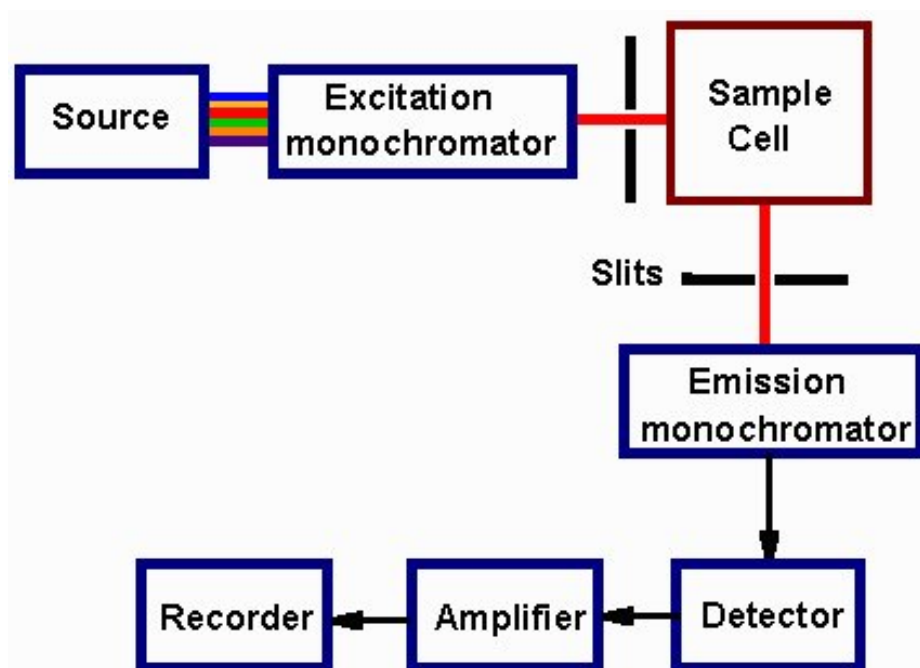 Source
Excitation
monochromator
Sample
Cell
Slits
Emission
monochromator
Recorder
Amplifier
Detector